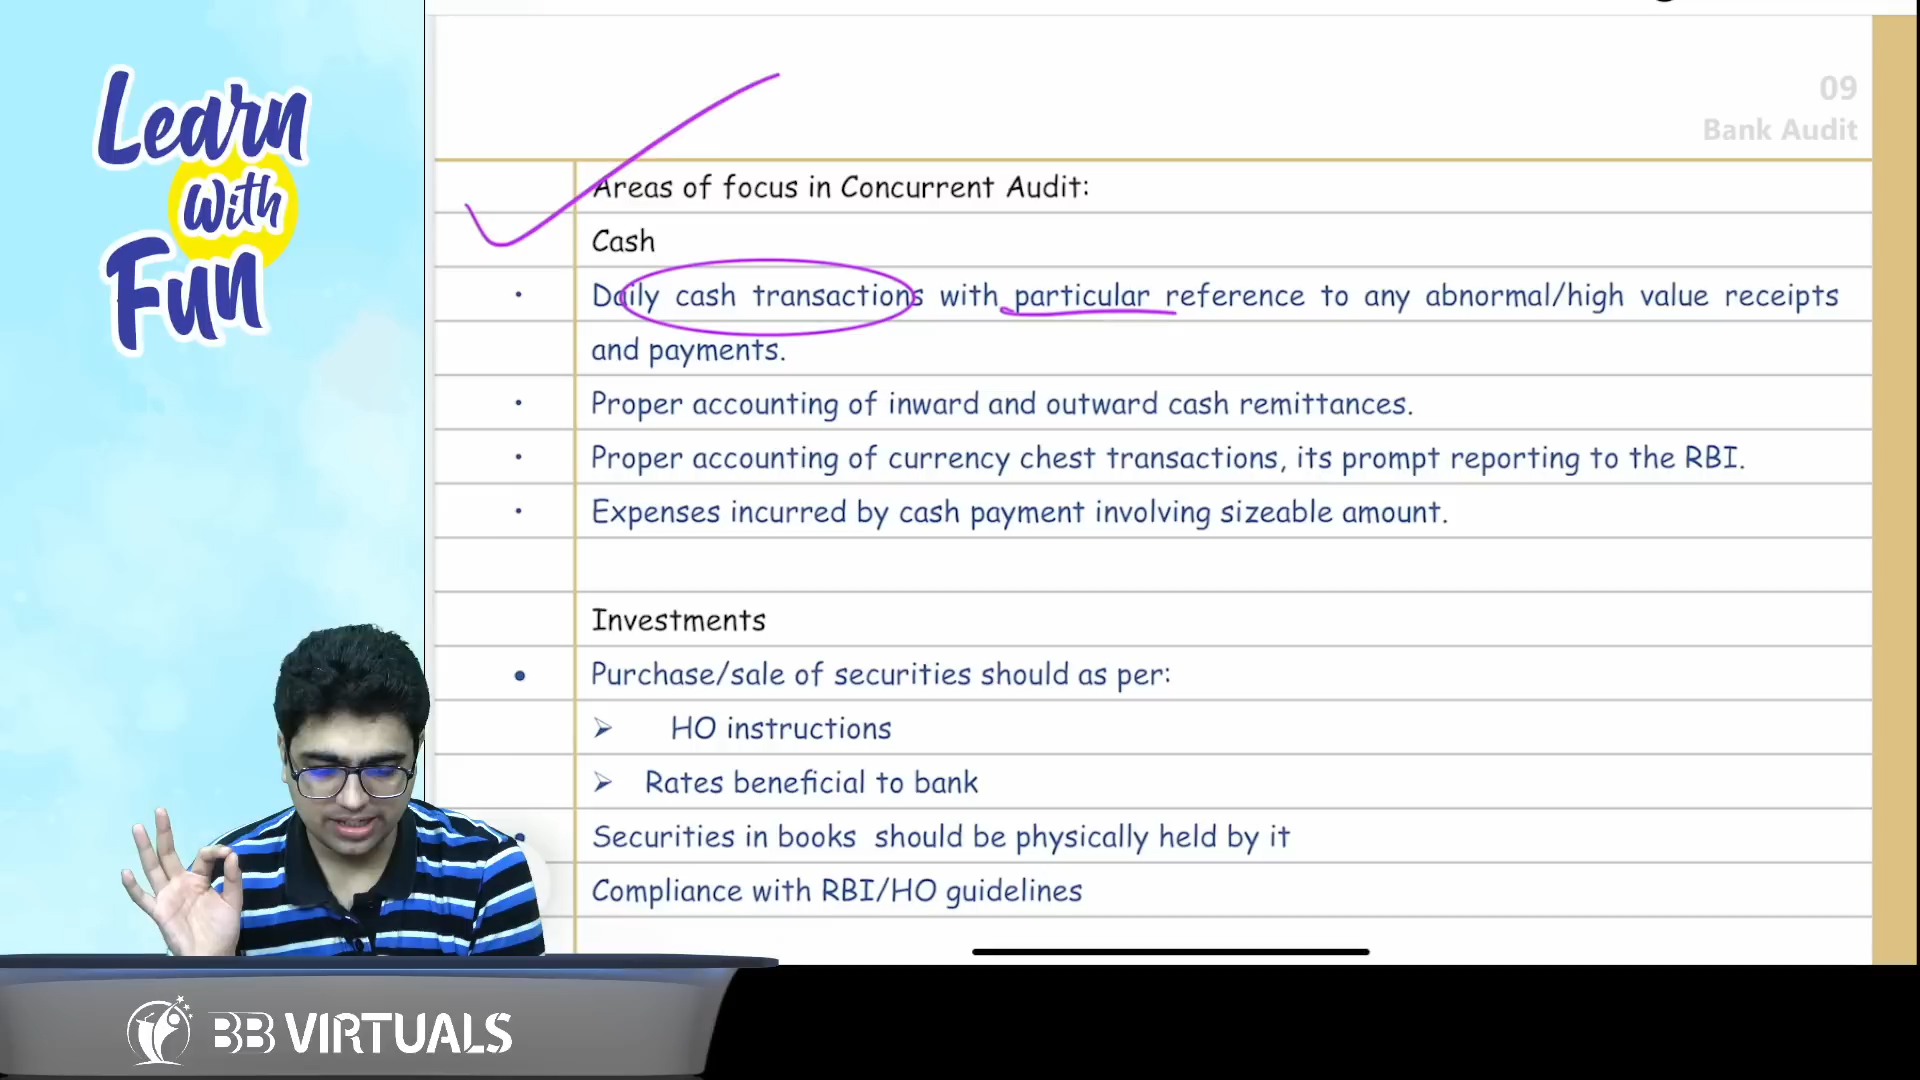 Learn
with
Fun
09
Bank Audit
Areas of focus in Concurrent Audit:
Cash
• Daily cash transactions with particular reference to any abnormal/high value receipts
and payments.
• Proper accounting of inward and outward cash remittances.
• Proper accounting of currency chest transactions, its prompt reporting to the RBI.
• Expenses incurred by cash payment involving sizeable amount.
Investments
• Purchase/sale of securities should as per:
➢ HO instructions
➢ Rates beneficial to bank
• Securities in books should be physically held by it
Compliance with RBI/HO guidelines
BB VIRTUALS